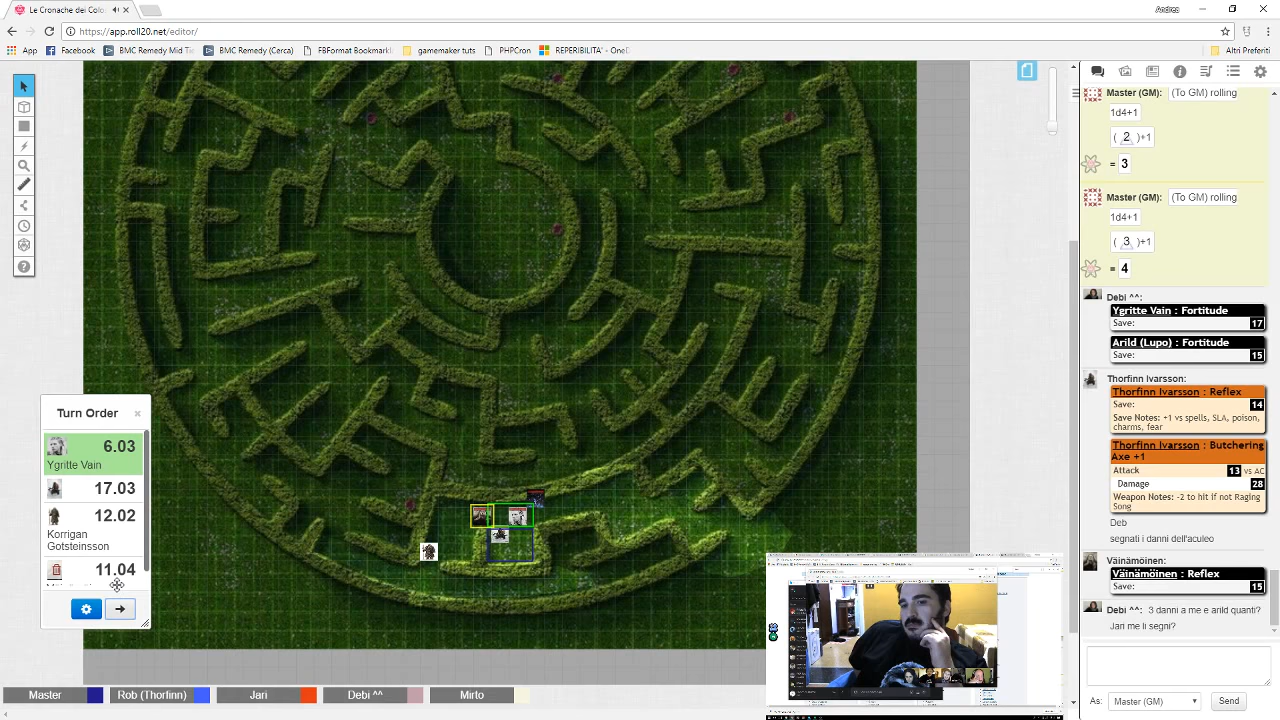 Le Cronache dei Colo
Andrea
https://app.roll20.net/editor/
App
Facebook
BMC Remedy Mid Tie
BMC Remedy (Cerca)
FBFormat Bookmarkl
gamemaker tuts
PHPCron
REPERIBILITA' - OneD
Altri Preferiti
Master (GM): (To GM) rolling
1d4+1
( 2 )+1
= 3
Master (GM): (To GM) rolling
1d4+1
( 3 )+1
= 4
Debi ^^:
Ygritte Vain : Fortitude
Save: 17
Arild (Lupo) : Fortitude
Save: 15
Thorfinn Ivarsson:
Thorfinn Ivarsson : Reflex
Save: 14
Save Notes: +1 vs spells, SLA, poison,
charms, fear
Thorfinn Ivarsson : Butchering
Axe +1
Attack 13 vs AC
Damage 28
Weapon Notes: -2 to hit if not Raging
Song
Deb
segnati i danni dell'aculeo
Väinämöinen:
Väinämöinen : Reflex
Save: 15
Debi ^^: 3 danni a me e arild quanti?
Jari me li segni?
As: Master (GM) Send
Turn Order
6.03
Ygritte Vain
17.03
12.02
Korrigan
Gotsteinsson
11.04
Master
Rob (Thorfinn)
Jari
Debi ^^
Mirto